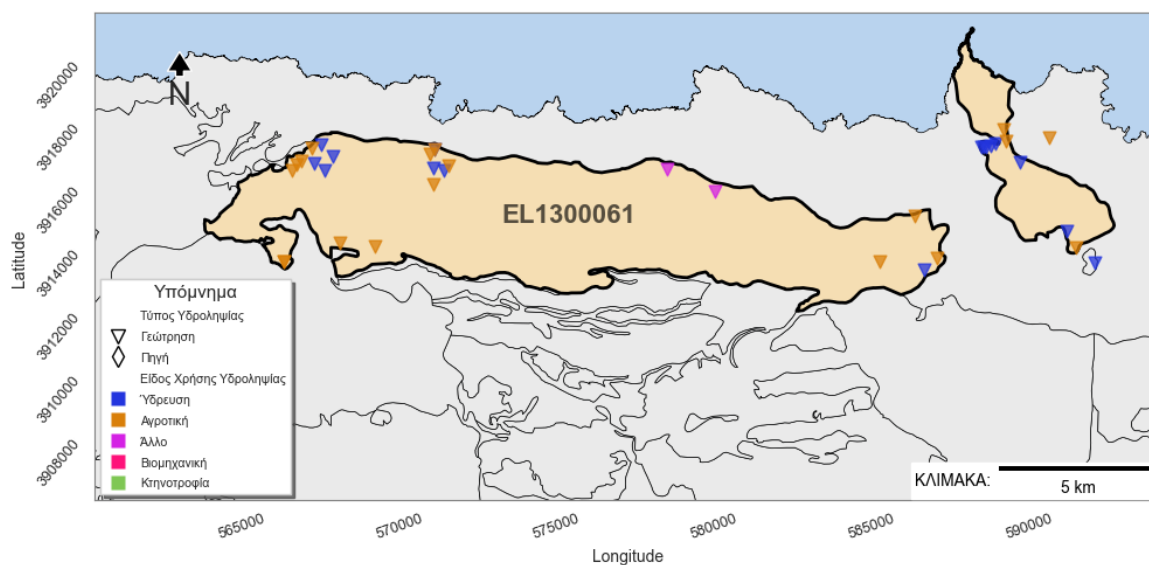 N
3920000
3918000
3916000
3914000
3912000
3910000
3908000
Latitude
EL1300061
Υπόμνημα
Τύπος Υδροληψίας
Γεώτρηση
Πηγή
Είδος Χρήσης Υδροληψίας
Ύδρευση
Αγροτική
Άλλο
Βιομηχανική
Κτηνοτροφία
ΚΛΙΜΑΚΑ:
5 km
565000
570000
575000
580000
585000
590000
Longitude